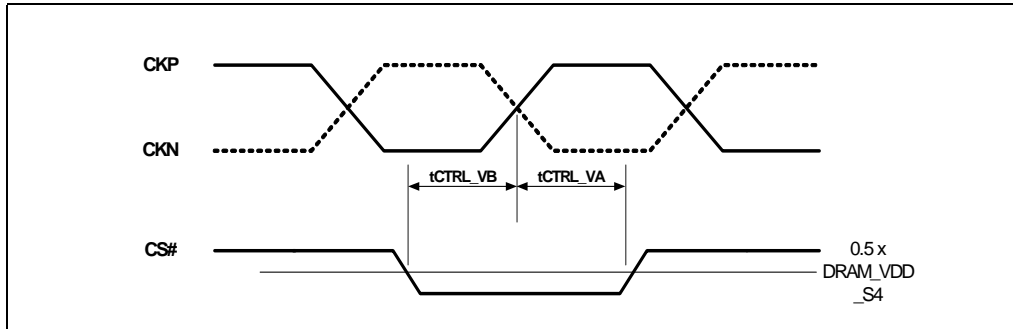 CKP
CKN
tCTRL_VB
tCTRL_VA
CS#
0.5 x
DRAM_VDD
_S4